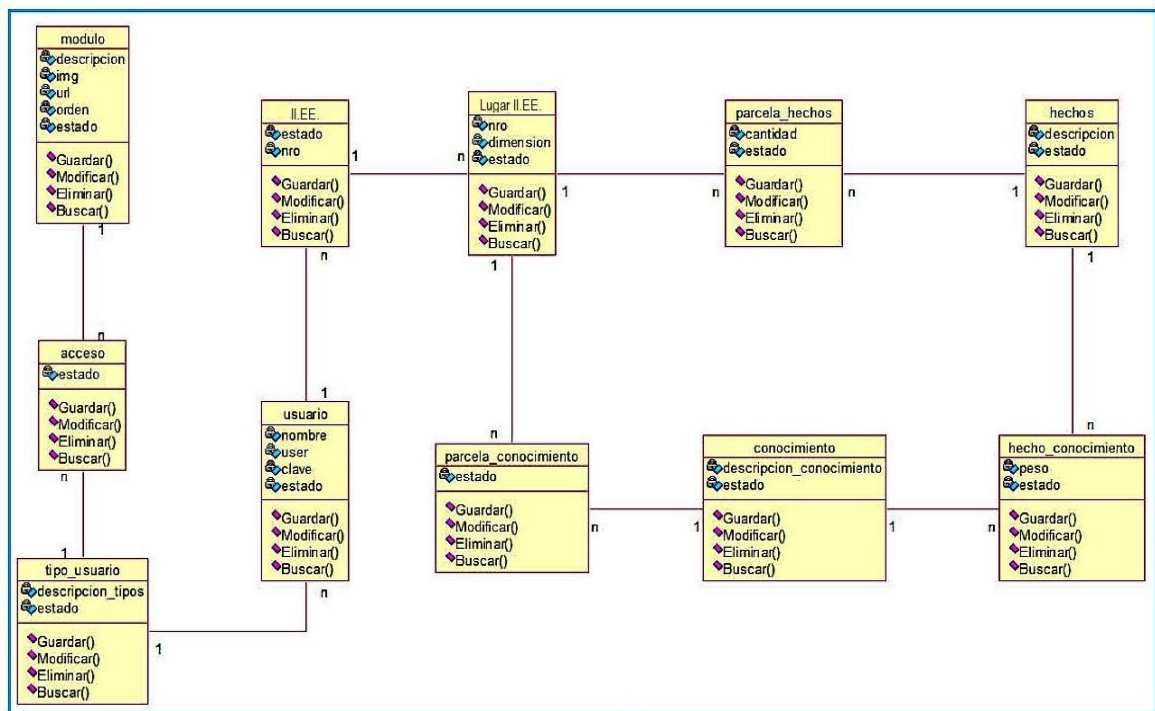 modulo
descripcion
img
url
orden
estado
Guardar()
Modificar()
Eliminar()
Buscar()
1
n
acceso
estado
Guardar()
Modificar()
Eliminar()
Buscar()
n
1
tipo_usuario
descripcion_tipos
estado
Guardar()
Modificar()
Eliminar()
Buscar()
1
II.EE.
estado
nro
Guardar()
Modificar()
Eliminar()
Buscar()
1
n
n
1
usuario
nombre
user
clave
estado
Guardar()
Modificar()
Eliminar()
Buscar()
n
Lugar II.EE.
nro
dimension
estado
Guardar()
Modificar()
Eliminar()
Buscar()
1
n
1
n
parcela_conocimiento
estado
Guardar()
Modificar()
Eliminar()
Buscar()
n
1
parcela_hechos
cantidad
estado
Guardar()
Modificar()
Eliminar()
Buscar()
n
1
conocimiento
descripcion_conocimiento
estado
Guardar()
Modificar()
Eliminar()
Buscar()
1
n
hechos
descripcion
estado
Guardar()
Modificar()
Eliminar()
Buscar()
1
n
hecho_conocimiento
peso
estado
Guardar()
Modificar()
Eliminar()
Buscar()